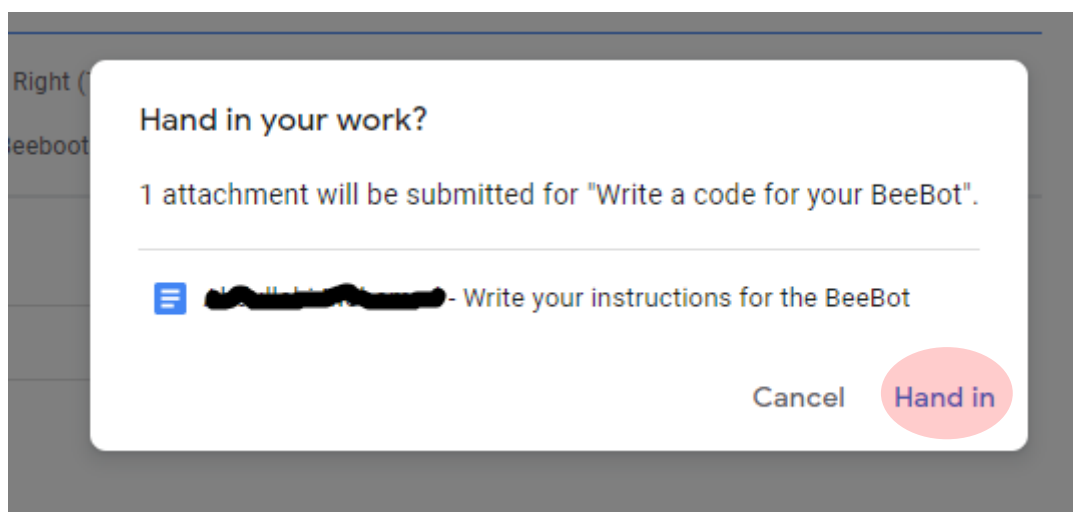 Right (
Hand in your work?
eeboot
1 attachment will be submitted for "Write a code for your BeeBot".
- Write your instructions for the BeeBot
Cancel Hand in